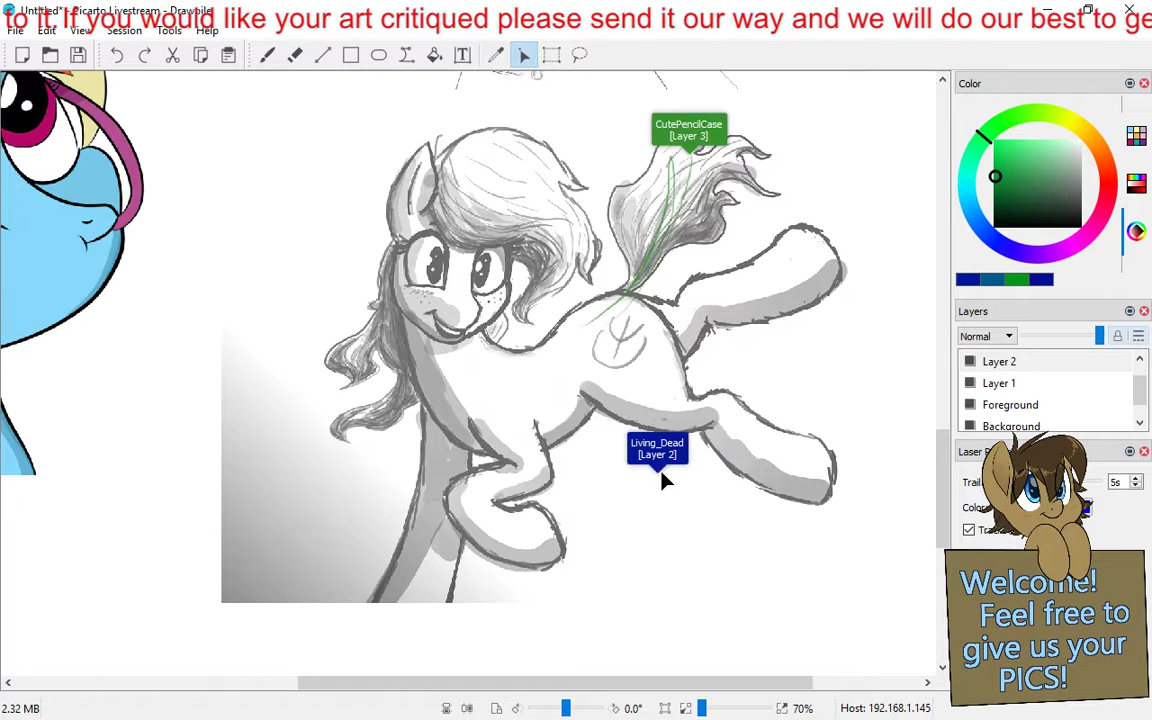 Untitled* - Picarto Livestream - Drawpile
to it.If you would like your art critiqued please send it our way and we will do our best to ge
File Edit View Session Tools Help
Color
CutePencilCase
[Layer 3]
Layers
Normal
Layer 2
Layer 1
Foreground
Background
Living_Dead
[Layer 2]
Laser
Trail
5s
Welcome!
Feel free to
give us your
PICS!
2.32 MB
0.0°
70%
Host: 192.168.1.145